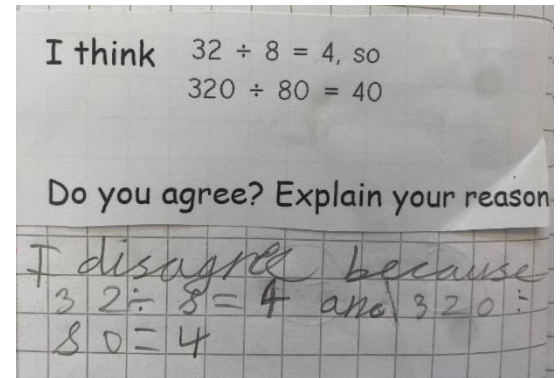 I think 32 ÷ 8 = 4, so
320 ÷ 80 = 40
Do you agree? Explain your reason
I disagree because
32÷ 8=4 and 320÷
80=4